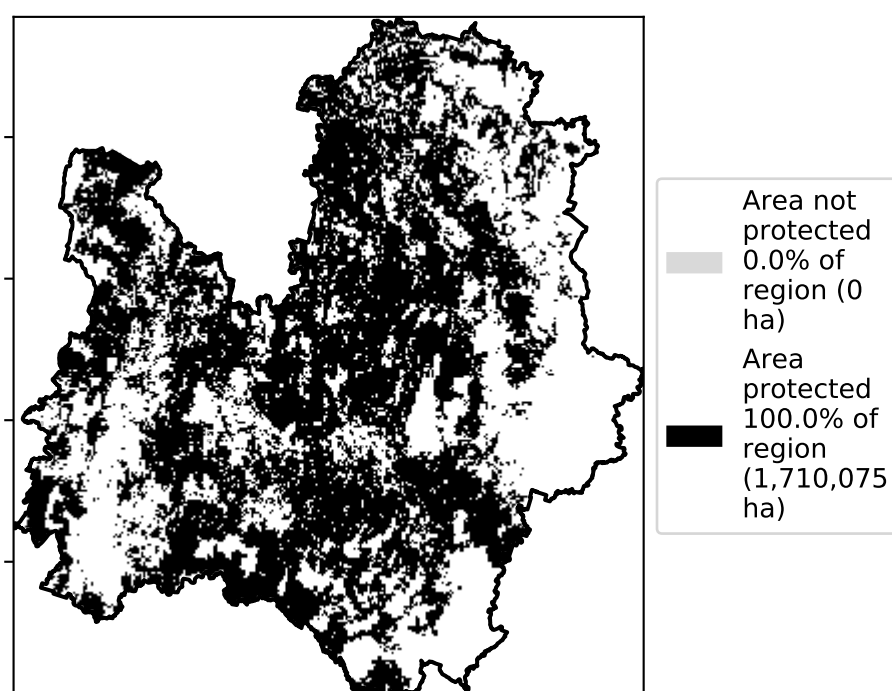 Area not
protected
0.0% of
region (0
ha)
Area
protected
100.0% of
region
(1,710,075
ha)